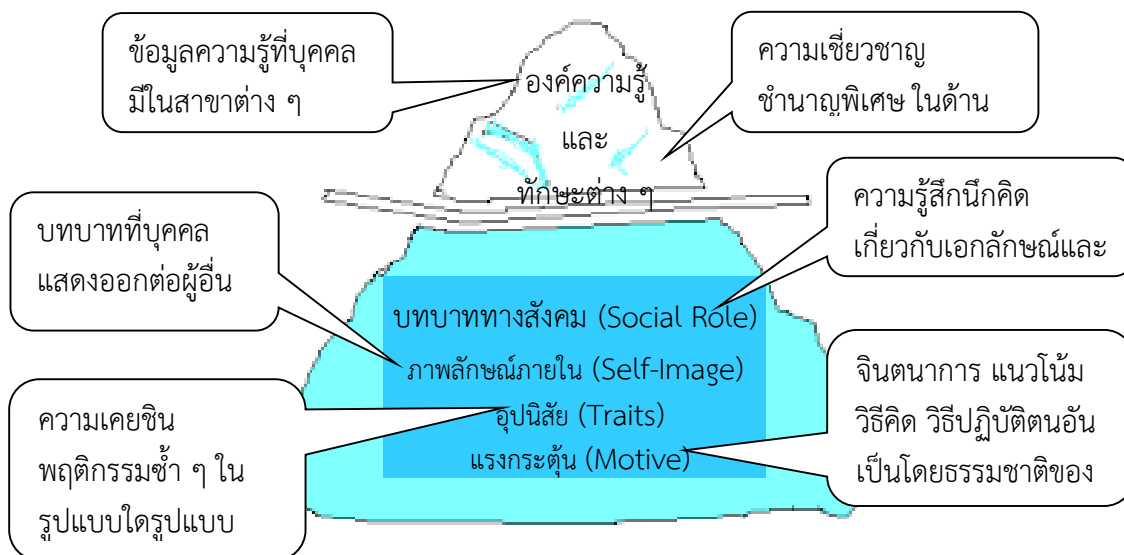 ข้อมูลความรู้ที่บุคคล
มีในสาขาต่าง ๆ
องค์ความรู้
และ
ทักษะต่าง ๆ
ความเชี่ยวชาญ
ชำนาญพิเศษ ในด้าน
บทบาทที่บุคคล
แสดงออกต่อผู้อื่น
ความรู้สึกนึกคิด
เกี่ยวกับเอกลักษณ์และ
บทบาททางสังคม (Social Role)
ภาพลักษณ์ภายใน (Self-Image)
อุปนิสัย (Traits)
แรงกระตุ้น (Motive)
ความเคยชิน
พฤติกรรมซ้ำ ๆ ใน
รูปแบบใดรูปแบบ
จินตนาการ แนวโน้ม
วิธีคิด วิธีปฏิบัติตนอัน
เป็นโดยธรรมชาติของ